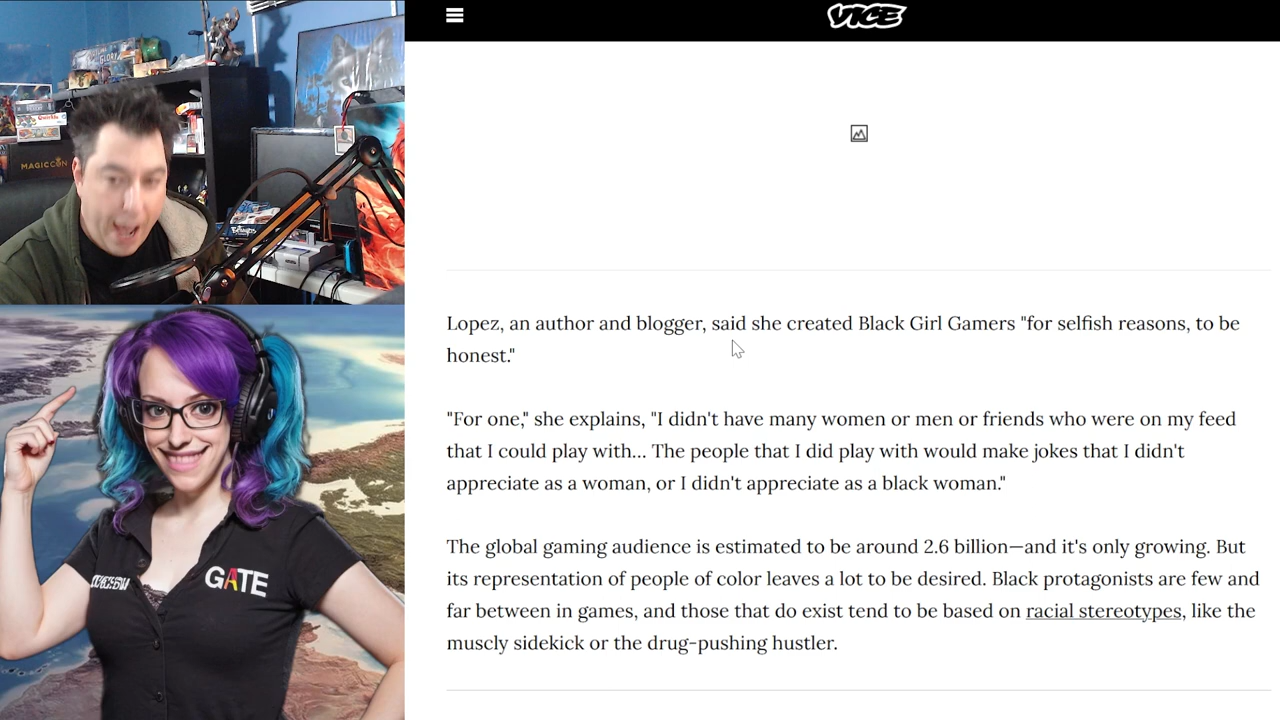 VICE
GLORY
Qwirkle
MAGICCON
GATE
Lopez, an author and blogger, said she created Black Girl Gamers "for selfish reasons, to be
honest."
"For one," she explains, "I didn't have many women or men or friends who were on my feed
that I could play with... The people that I did play with would make jokes that I didn't
appreciate as a woman, or I didn't appreciate as a black woman."
The global gaming audience is estimated to be around 2.6 billion—and it's only growing. But
its representation of people of color leaves a lot to be desired. Black protagonists are few and
far between in games, and those that do exist tend to be based on racial stereotypes, like the
muscly sidekick or the drug-pushing hustler.